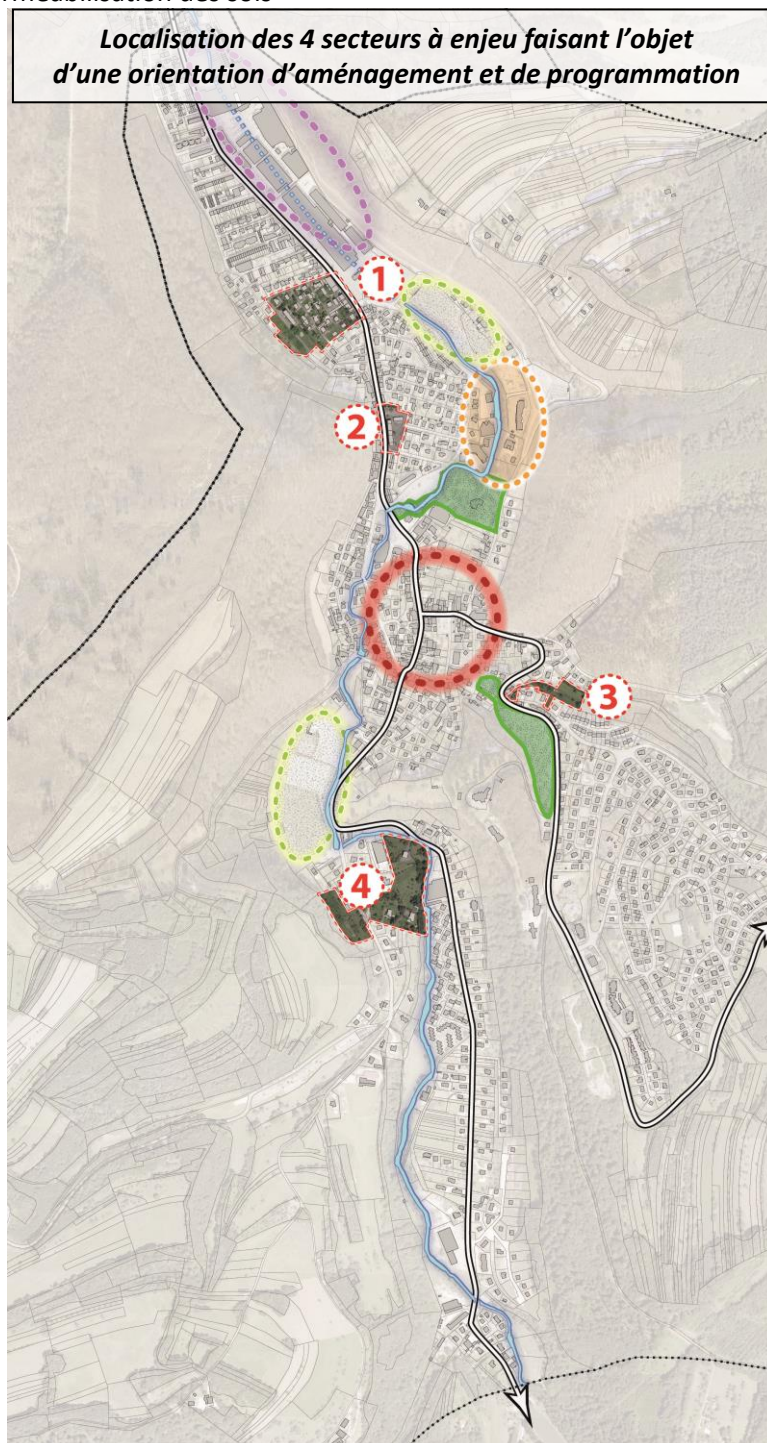 Localisation des 4 secteurs à enjeu faisant l’objet
d’une orientation d’aménagement et de programmation
1
2
3
4